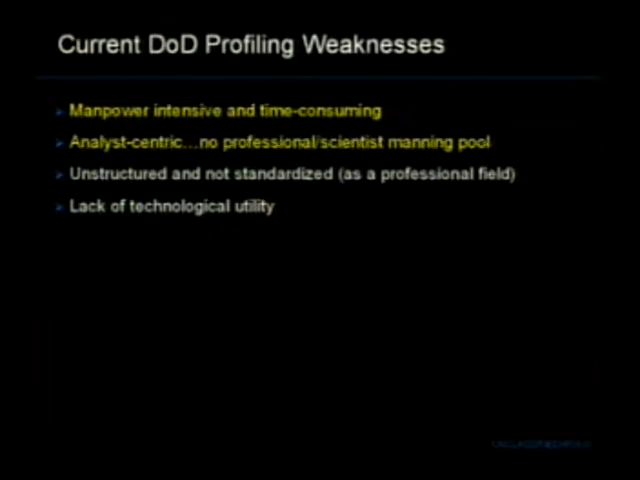 Current DoD Profiling Weaknesses
Manpower intensive and time-consuming
Analyst-centric...no professional/scientist manning pool
Unstructured and not standardized (as a professional field)
Lack of technological utility